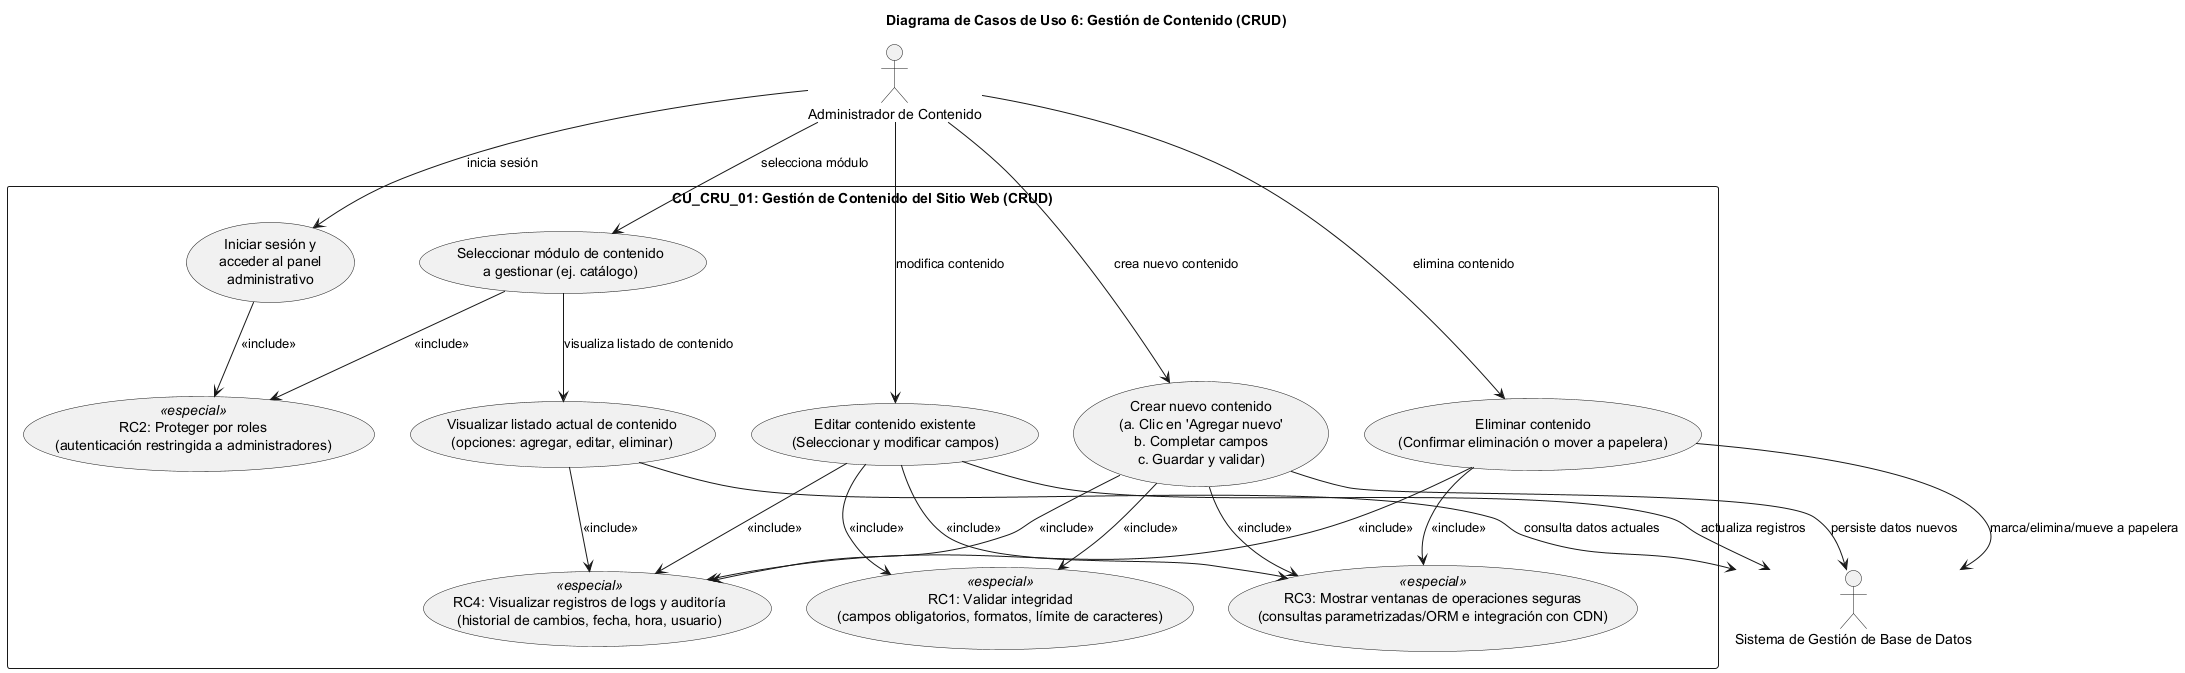 Diagrama de Casos de Uso 6: Gestión de Contenido (CRUD)
Administrador de Contenido
inicia sesión
selecciona módulo
CU_CRU_01: Gestión de Contenido del Sitio Web (CRUD)
Iniciar sesión y
acceder al panel
administrativo
Seleccionar módulo de contenido
a gestionar (ej. catálogo)
modifica contenido
crea nuevo contenido
elimina contenido
«include»
«include»
visualiza listado de contenido
«especial»
RC2: Proteger por roles
(autenticación restringida a administradores)
Visualizar listado actual de contenido
(opciones: agregar, editar, eliminar)
Editar contenido existente
(Seleccionar y modificar campos)
Crear nuevo contenido
(a. Clic en 'Agregar nuevo'
b. Completar campos
c. Guardar y validar)
Eliminar contenido
(Confirmar eliminación o mover a papelera)
«include»
«include»
«include»
«include»
«include»
«include»
«include»
«include»
«include»
consulta datos actuales
actualiza registros
persiste datos nuevos
marca/elimina/mueve a papelera
«especial»
RC4: Visualizar registros de logs y auditoría
(historial de cambios, fecha, hora, usuario)
«especial»
RC1: Validar integridad
(campos obligatorios, formatos, límite de caracteres)
«especial»
RC3: Mostrar ventanas de operaciones seguras
(consultas parametrizadas/ORM e integración con CDN)
Sistema de Gestión de Base de Datos